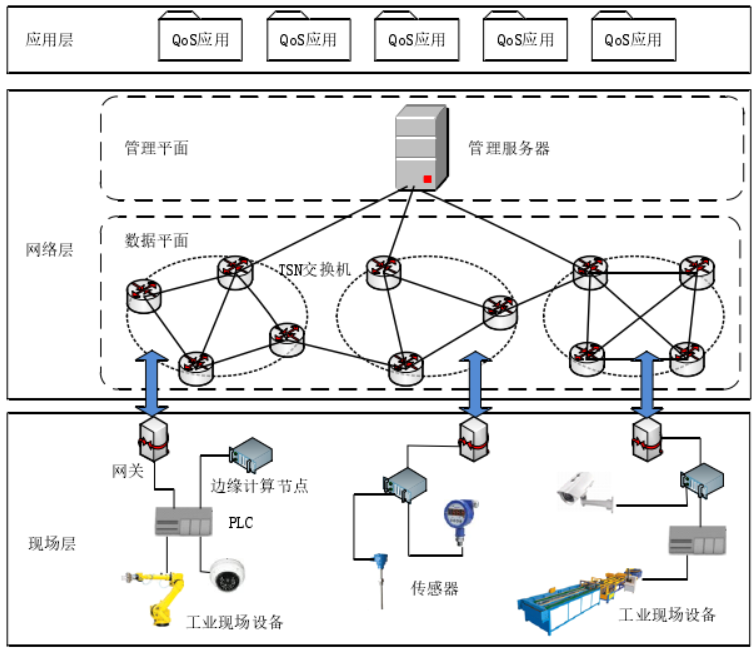 应用层
QoS应用
QoS应用
QoS应用
QoS应用
QoS应用
管理平面
管理服务器
网络层
数据平面
TSN交换机
网关
边缘计算节点
PLC
现场层
传感器
工业现场设备
工业现场设备